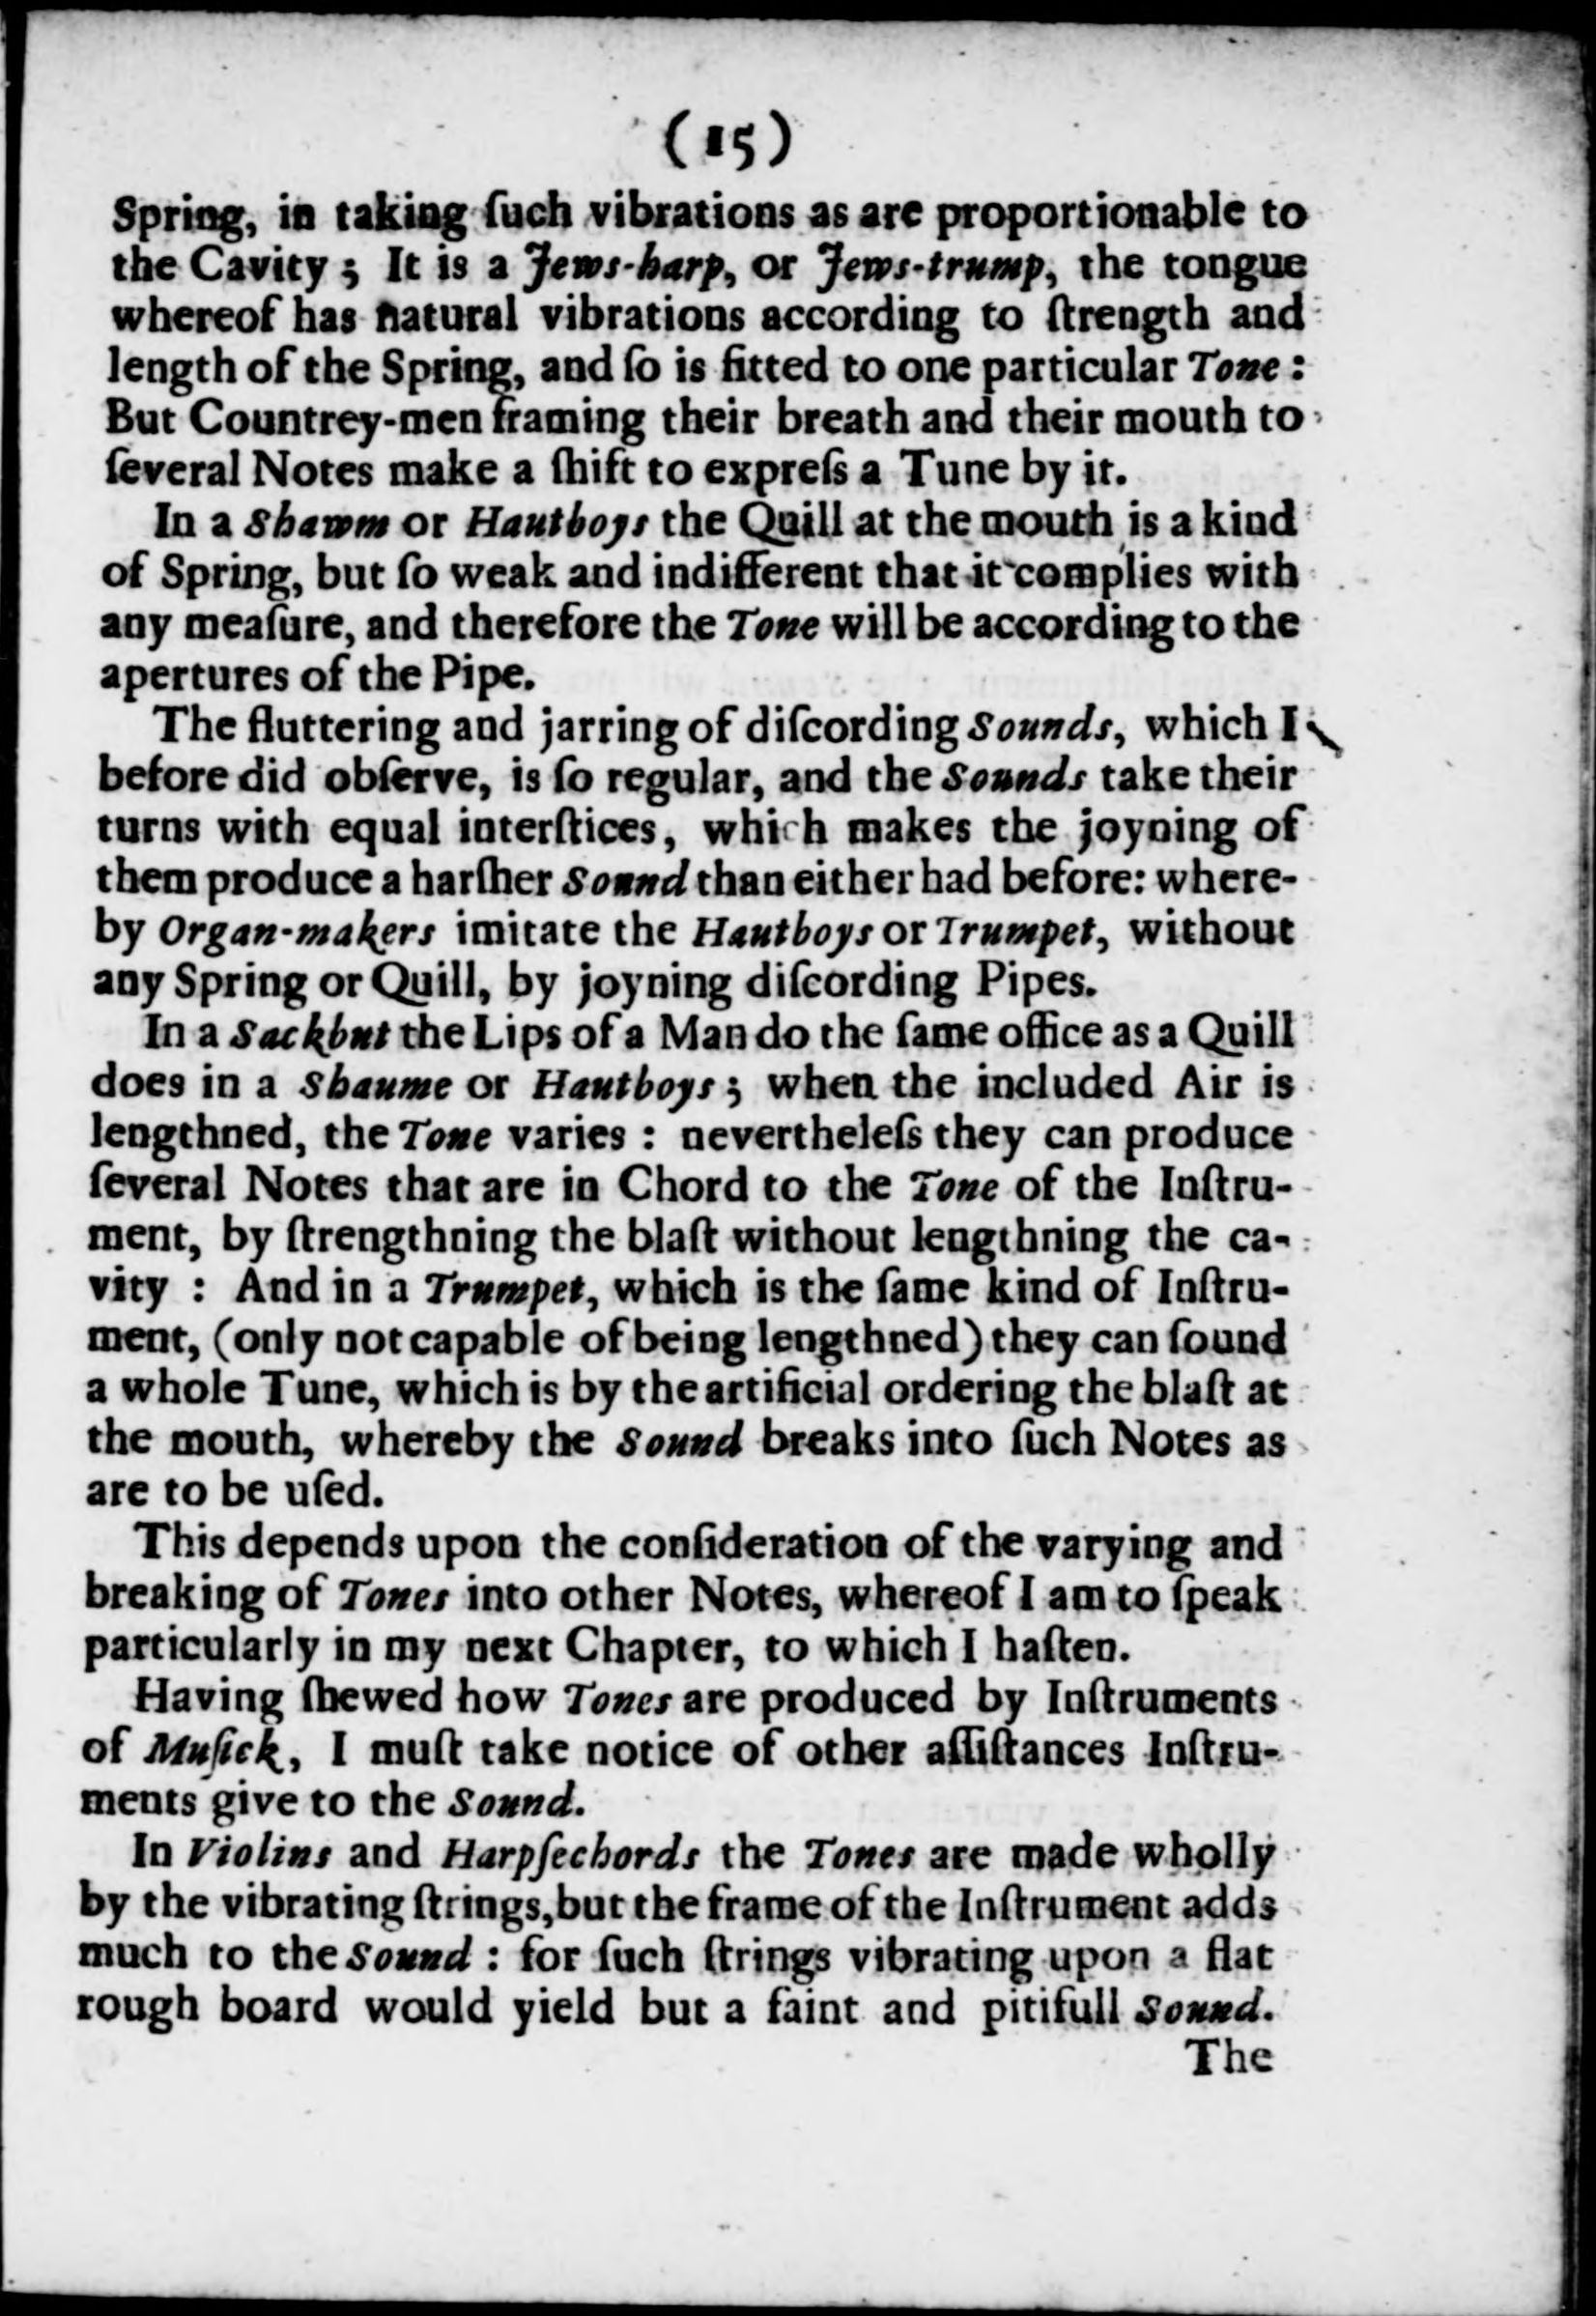 (15)
Spring, in taking ſuch vibrations as are proportionable to
the Cavity; It is a Jews-harp, or Jews-trump, the tongue
whereof has natural vibrations according to ſtrength and
length of the Spring, and ſo is fitted to one particular Tone:
But Countrey-men framing their breath and their mouth to
ſeveral Notes make a ſhift to expreſs a Tune by it.
In a Shawm or Hautboys the Quill at the mouth is a kind
of Spring, but ſo weak and indifferent that it complies with
any meaſure, and therefore the Tone will be according to the
apertures of the Pipe.
The fluttering and jarring of diſcording Sounds, which I
before did obſerve, is ſo regular, and the Sounds take their
turns with equal interſtices, which makes the joyning of
them produce a harſher Sound than either had before: where-
by Organ-makers imitate the Hautboys or Trumpet, without
any Spring or Quill, by joyning diſcording Pipes.
In a Sackbut the Lips of a Man do the ſame office as a Quill
does in a Shaume or Hautboys; when the included Air is
lengthned, the Tone varies: nevertheleſs they can produce
ſeveral Notes that are in Chord to the Tone of the Inſtru-
ment, by ſtrengthning the blaſt without lengthning the ca-
vity: And in a Trumpet, which is the ſame kind of Inſtru-
ment, (only not capable of being lengthned) they can ſound
a whole Tune, which is by the artificial ordering the blaſt at
the mouth, whereby the Sound breaks into ſuch Notes as
are to be uſed.
This depends upon the conſideration of the varying and
breaking of Tones into other Notes, whereof I am to ſpeak
particularly in my next Chapter, to which I haſten.
Having ſhewed how Tones are produced by Inſtruments
of Muſick, I muſt take notice of other aſſiſtances Inſtru-
ments give to the Sound.
In Violins and Harpſechords the Tones are made wholly
by the vibrating ſtrings, but the frame of the Inſtrument adds
much to the Sound: for ſuch ſtrings vibrating upon a flat
rough board would yield but a faint and pitifull Sound.
The